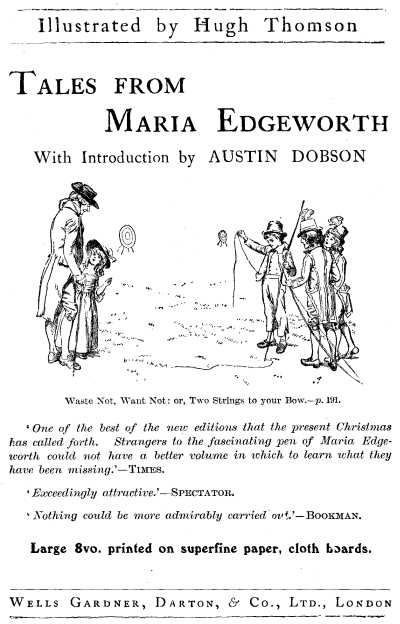 Illustrated by Hugh Thomson
TALES FROM
MARIA EDGEWORTH
With Introduction by AUSTIN DOBSON
Waste Not, Want Not: or, Two Strings to your Bow.—p. 191.
'One of the best of the new editions that the present Christmas
has called forth. Strangers to the fascinating pen of Maria Edge-
worth could not have a better volume in which to learn what they
have been missing.'—TIMES.
'Exceedingly attractive.'—SPECTATOR.
'Nothing could be more admirably carried out.'—BOOKMAN.
Large 8vo. printed on superfine paper, cloth boards.
WELLS GARDNER, DARTON, & CO., LTD., LONDON